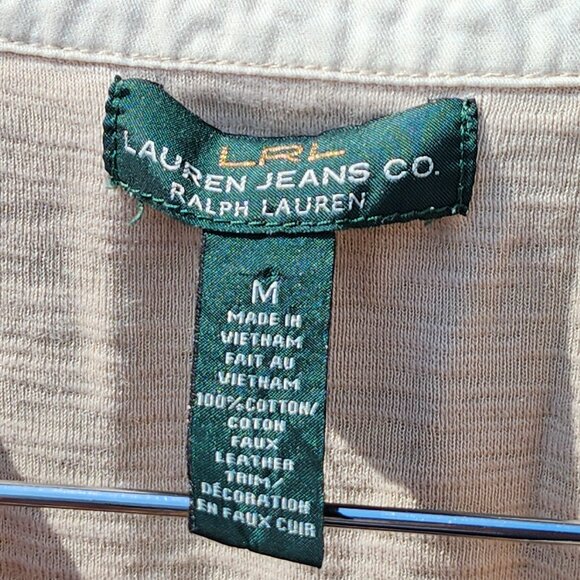 LRL
LAUREN JEANS CO.
RALPH LAUREN
M
MADE IN
VIETNAM
FAIT AU
VIETNAM
100% COTTON/
COTON
FAUX
LEATHER
TRIM/
DÉCORATION
EN FAUX CUIR